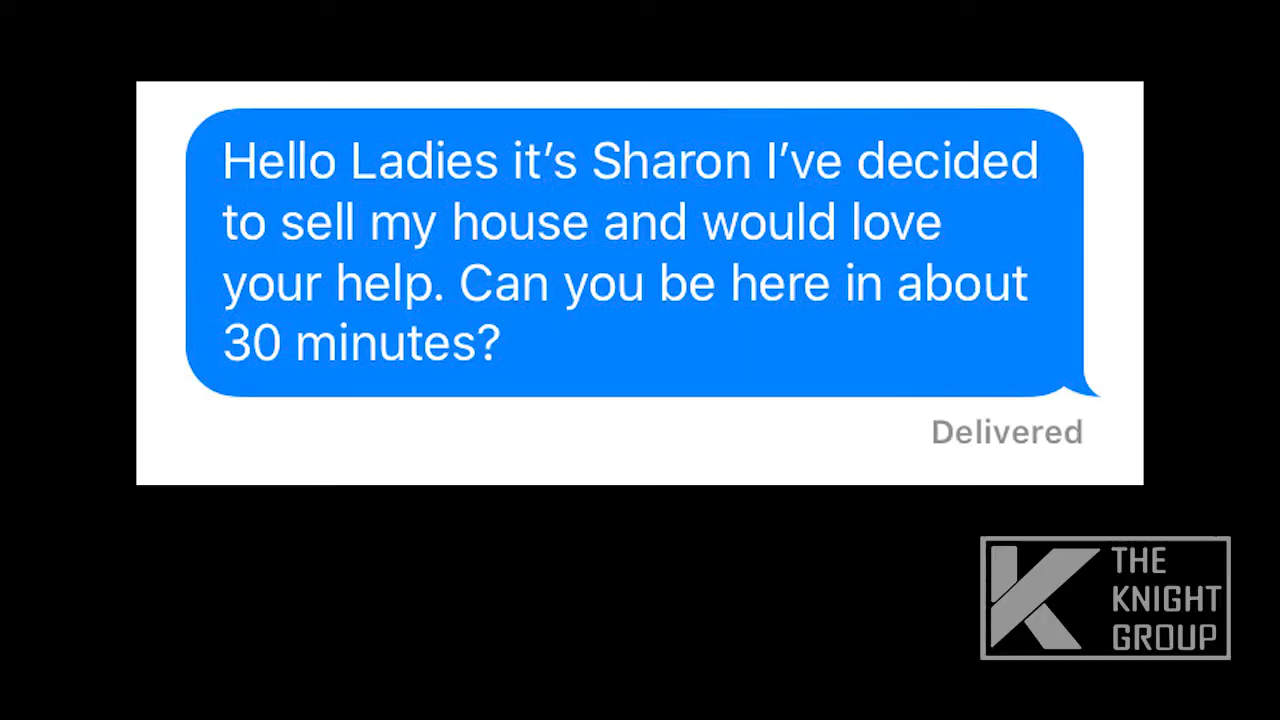 Hello Ladies it’s Sharon I’ve decided
to sell my house and would love
your help. Can you be here in about
30 minutes?
Delivered
THE
KNIGHT
GROUP